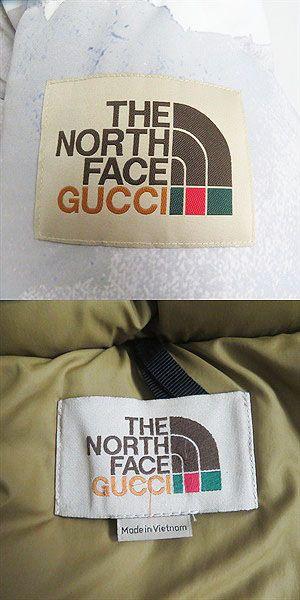 THE
NORTH
FACE
GUCCI
THE
NORTH
FACE
GUCCI
Made in Vietnam